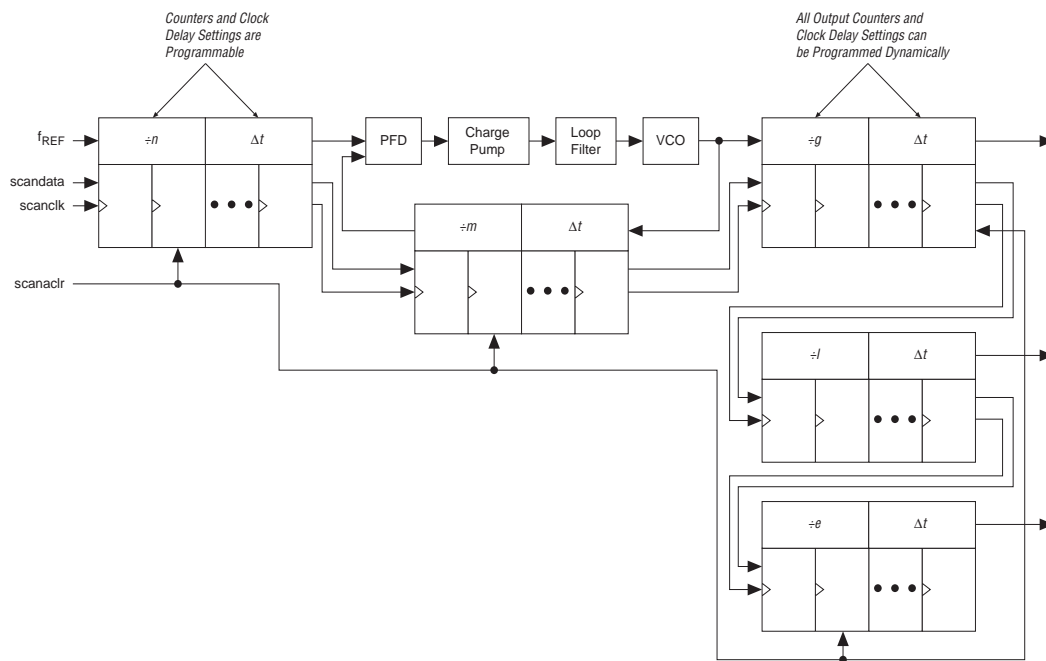 Counters and Clock
Delay Settings are
Programmable
All Output Counters and
Clock Delay Settings can
be Programmed Dynamically
fREF
÷n
Δt
PFD
Charge
Pump
Loop
Filter
VCO
÷g
Δt
scandata
scanclk
÷m
Δt
scanaclr
÷l
Δt
÷e
Δt